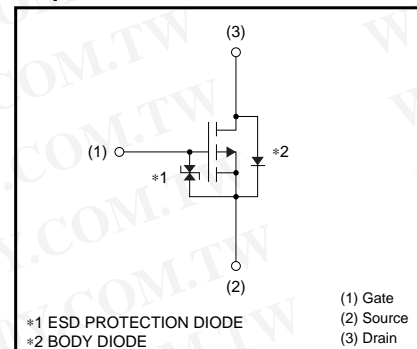 (3)
(1)
∗2
∗1
(2)
(1) Gate
∗1 ESD PROTECTION DIODE
(2) Source
∗2 BODY DIODE
(3) Drain